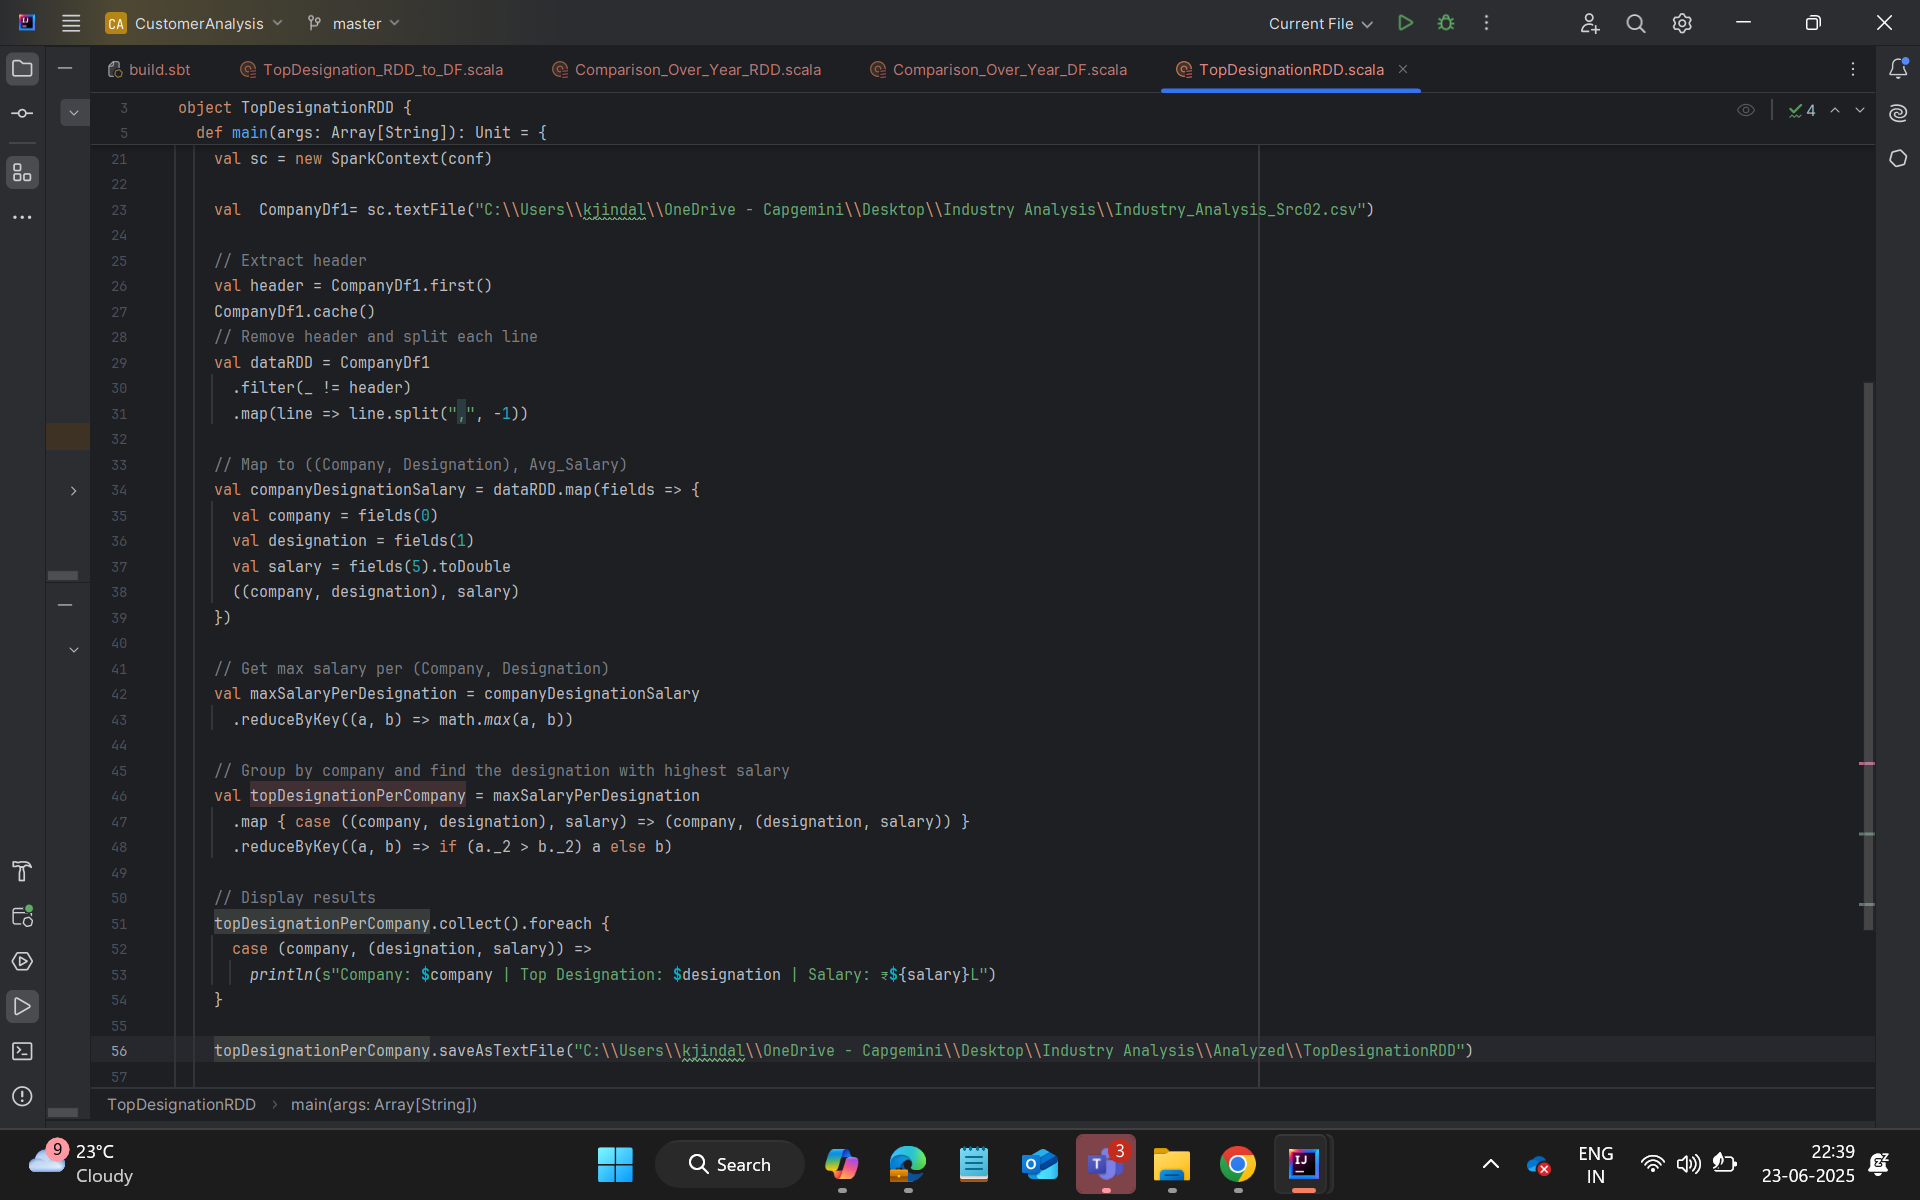 CA CustomerAnalysis master Current File
build.sbt TopDesignation_RDD_to_DF.scala Comparison_Over_Year_RDD.scala Comparison_Over_Year_DF.scala TopDesignationRDD.scala
3 object TopDesignationRDD {
4
5 def main(args: Array[String]): Unit = {
21 val sc = new SparkContext(conf)
22
23 val  CompanyDf1= sc.textFile("C:\\Users\\kjindal\\OneDrive - Capgemini\\Desktop\\Industry Analysis\\Industry_Analysis_Src02.csv")
24
25 // Extract header
26 val header = CompanyDf1.first()
27 CompanyDf1.cache()
28 // Remove header and split each line
29 val dataRDD = CompanyDf1
30 .filter(_ != header)
31 .map(line => line.split(",", -1))
32
33 // Map to ((Company, Designation), Avg_Salary)
34 val companyDesignationSalary = dataRDD.map(fields => {
35 val company = fields(0)
36 val designation = fields(1)
37 val salary = fields(5).toDouble
38 ((company, designation), salary)
39 })
40
41 // Get max salary per (Company, Designation)
42 val maxSalaryPerDesignation = companyDesignationSalary
43 .reduceByKey((a, b) => math.max(a, b))
44
45 // Group by company and find the designation with highest salary
46 val topDesignationPerCompany = maxSalaryPerDesignation
47 .map { case ((company, designation), salary) => (company, (designation, salary)) }
48 .reduceByKey((a, b) => if (a._2 > b._2) a else b)
49
50 // Display results
51 topDesignationPerCompany.collect().foreach {
52 case (company, (designation, salary)) =>
53 println(s"Company: $company | Top Designation: $designation | Salary: ₹${salary}L")
54 }
55
56 topDesignationPerCompany.saveAsTextFile("C:\\Users\\kjindal\\OneDrive - Capgemini\\Desktop\\Industry Analysis\\Analyzed\\TopDesignationRDD")
57
TopDesignationRDD › main(args: Array[String])
9 23°C
Cloudy
Search
3
ENG
IN
22:39
23-06-2025